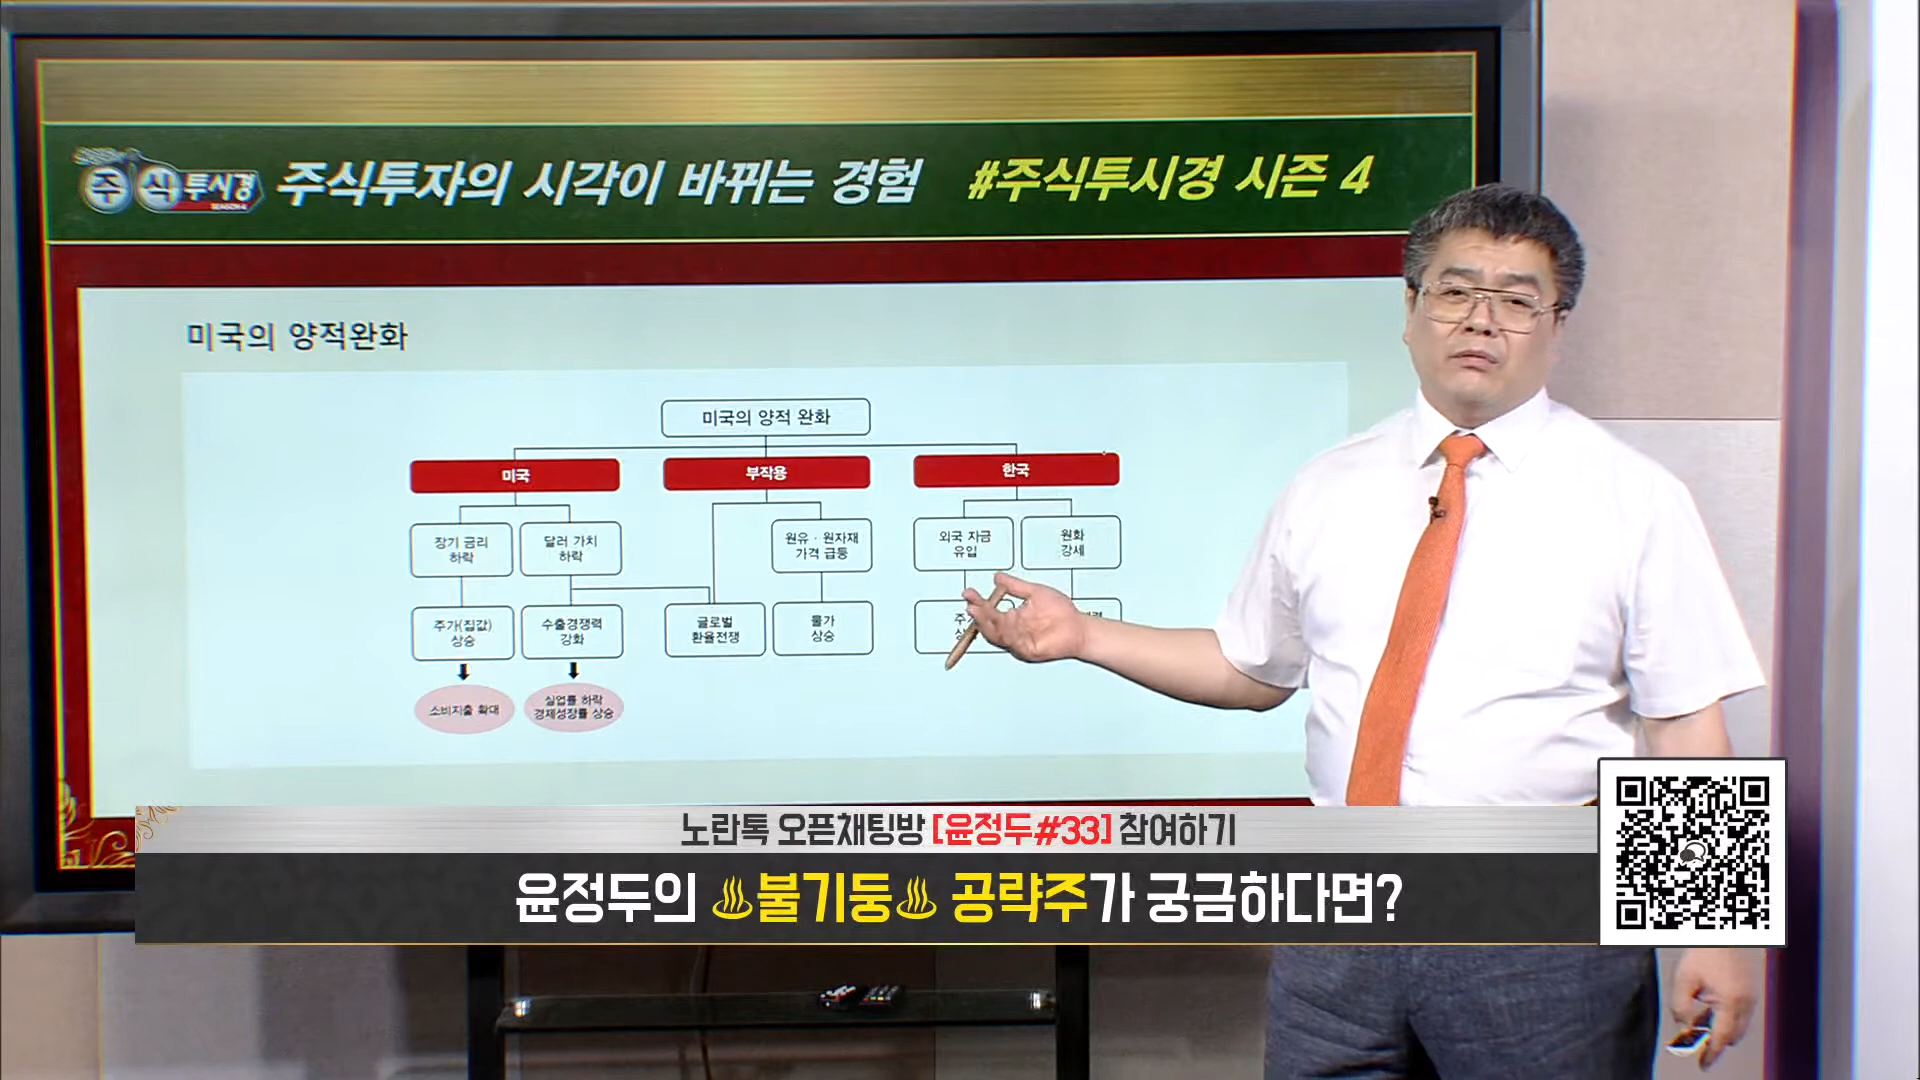 주식투시경
SEASON 4
주식투자의 시각이 바뀌는 경험 #주식투시경 시즌 4
미국의 양적완화
미국의 양적 완화
미국
부작용
한국
장기 금리
하락
달러 가치
하락
원유 · 원자재
가격 급등
외국 자금
유입
원화
강세
주가(집값)
상승
수출경쟁력
강화
글로벌
환율전쟁
물가
상승
소비지출 확대
실업률 하락
경제성장률 상승
노란톡 오픈채팅방 [윤정두#33] 참여하기
윤정두의 ♨불기둥♨ 공략주가 궁금하다면?